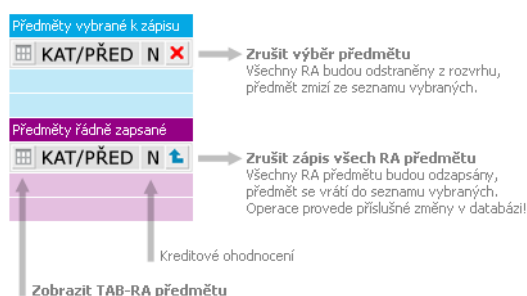 Předměty vybrané k zápisu
KAT/PŘED N
Zrušit výběr předmětu
Všechny RA budou odstraněny z rozvrhu,
předmět zmizí ze seznamu vybraných.
Předměty řádně zapsané
KAT/PŘED N
Zrušit zápis všech RA předmětu
Všechny RA předmětu budou odzapsány,
předmět se vrátí do seznamu vybraných.
Operace provede příslušné změny v databázi!
Kreditové ohodnocení
Zobrazit TAB-RA předmětu